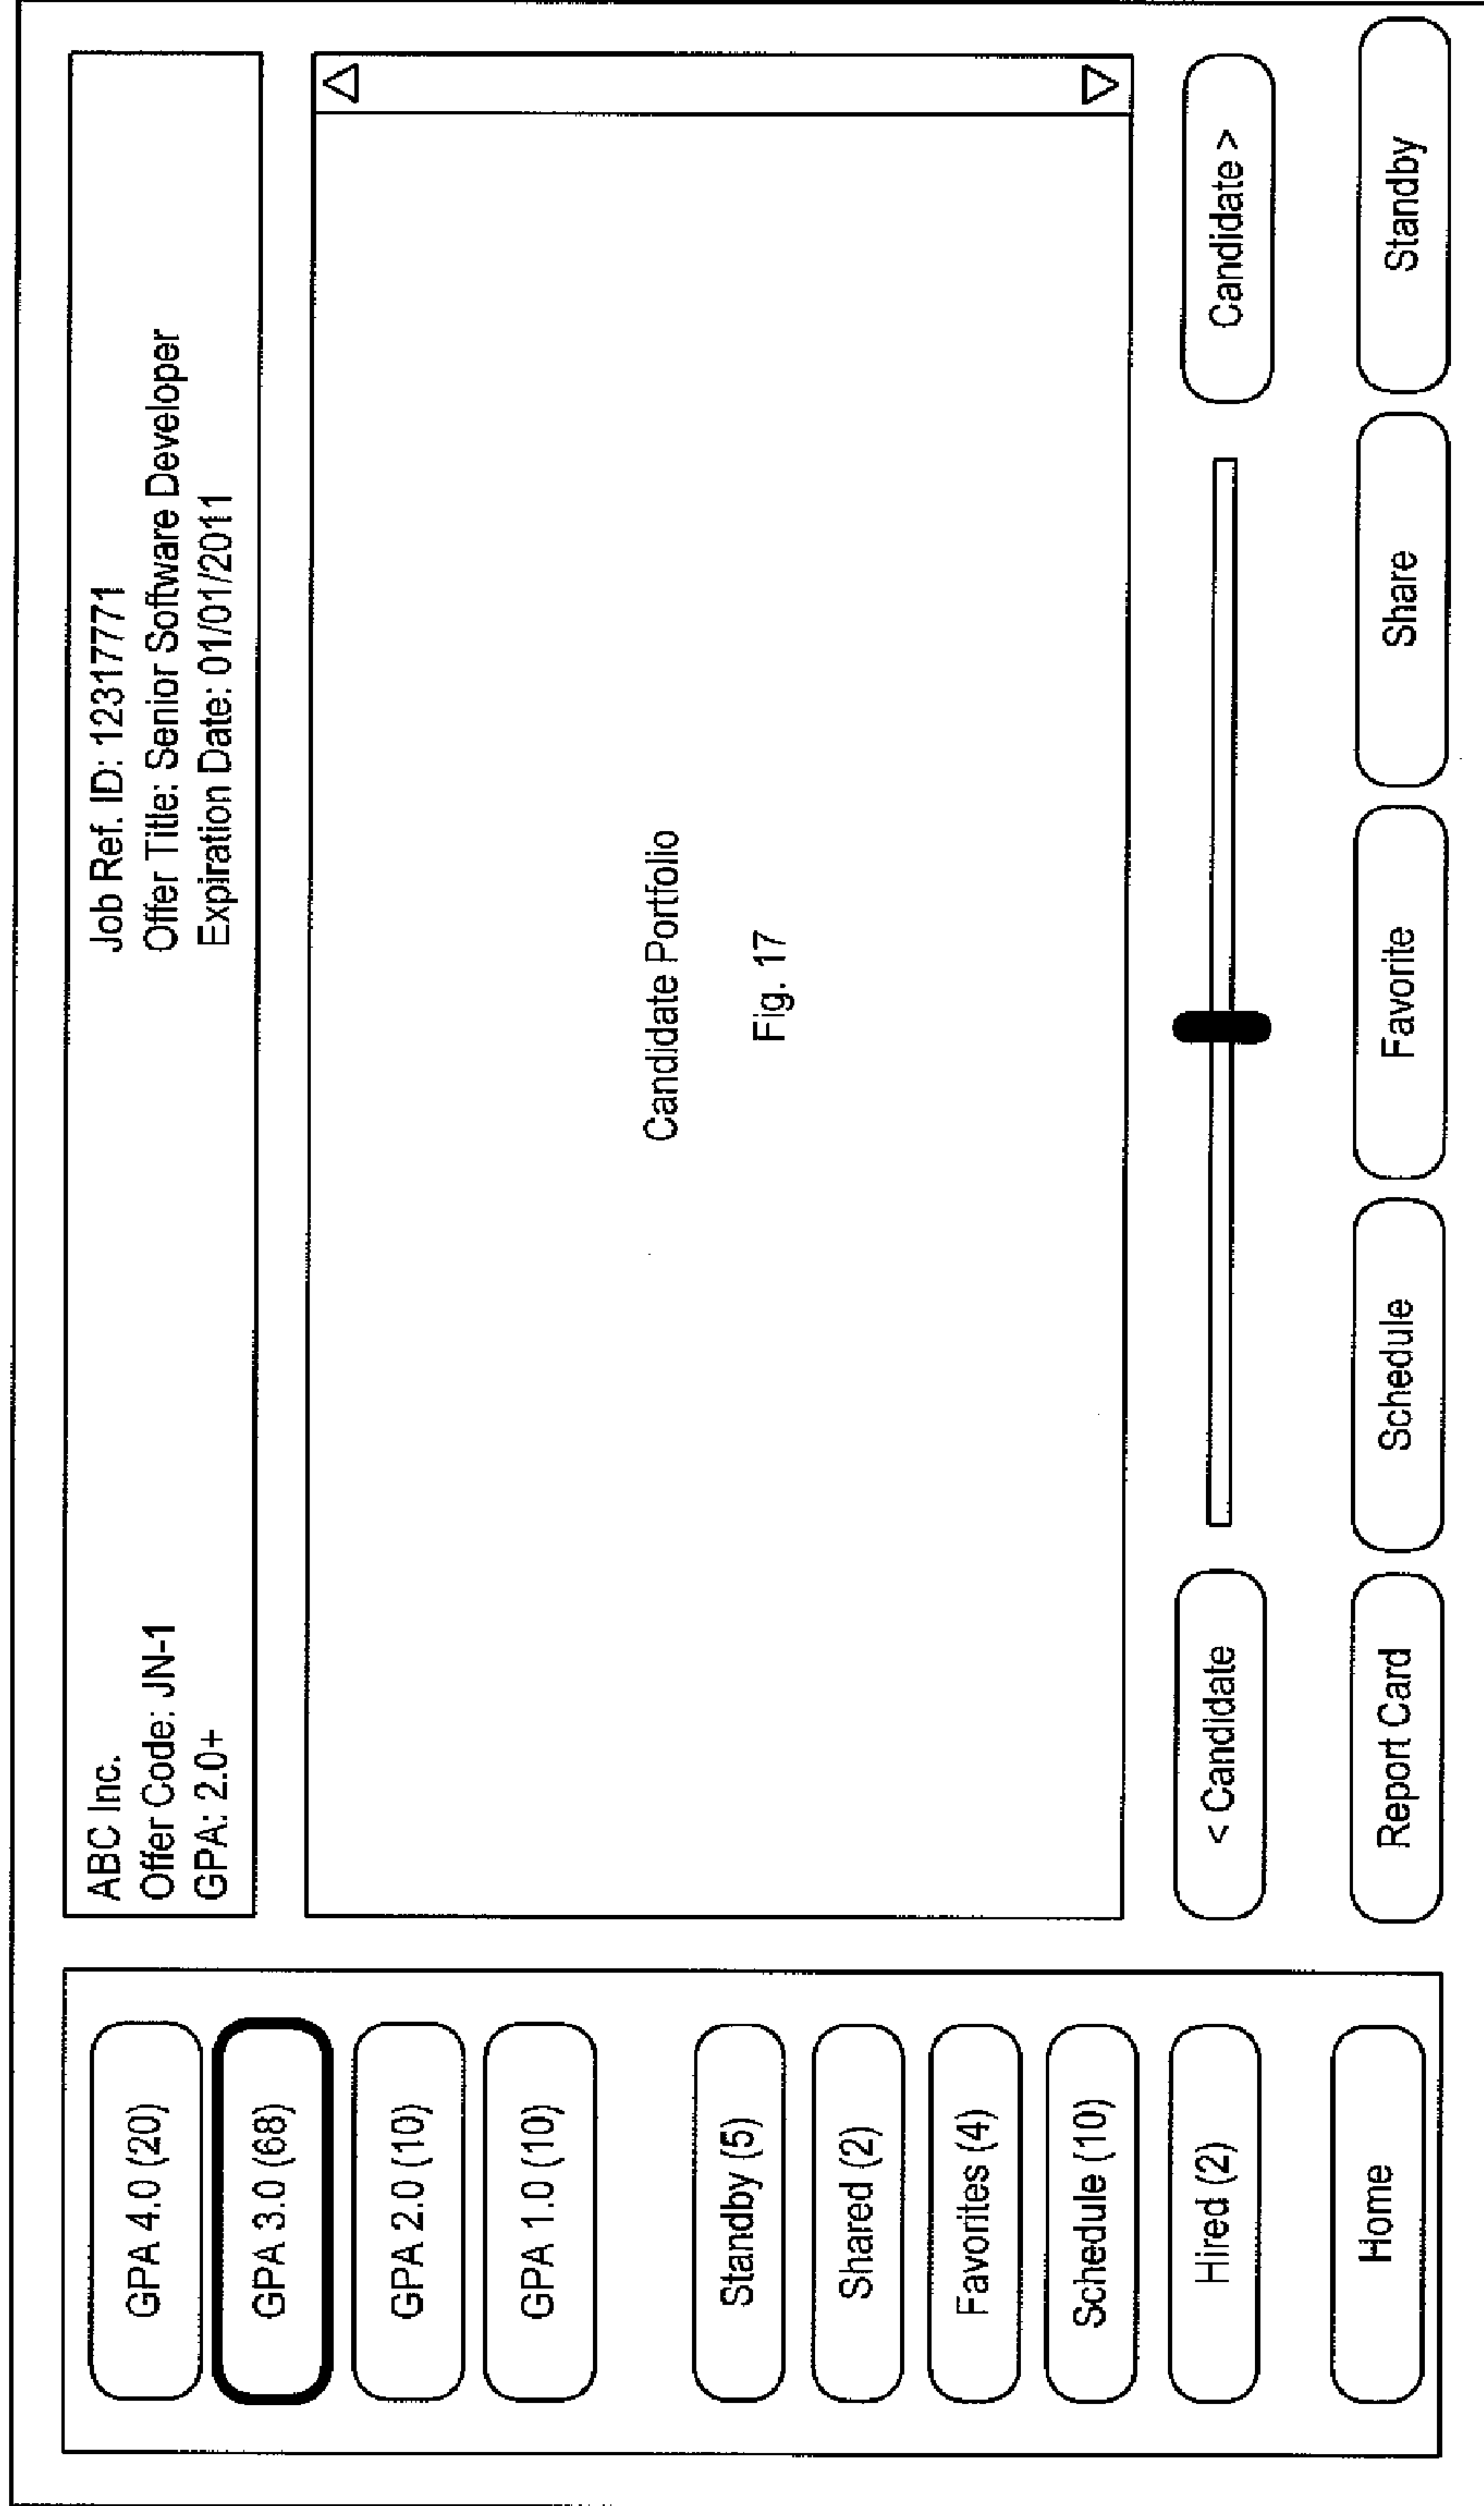 GPA 4.0 (20)
GPA 3.0 (68)
GPA 2.0 (10)
GPA 1.0 (10)
Standby (5)
Shared (2)
Favorites (4)
Schedule (10)
Hired (2)
Home
ABC Inc.
Offer Code: JN-1
GPA: 2.0+
Job Ref. ID: 12317771
Offer Title: Senior Software Developer
Expiration Date: 01/01/2011
Candidate Portfolio
Fig. 17
< Candidate
Candidate >
Report Card
Schedule
Favorite
Share
Standby